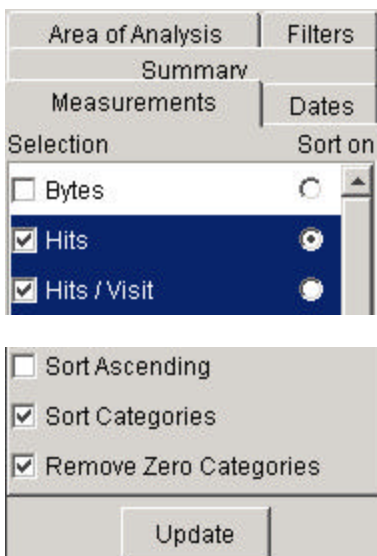 Area of Analysis Filters
Summary
Measurements Dates
Selection Sort on
Bytes
Hits
Hits / Visit
Sort Ascending
Sort Categories
Remove Zero Categories
Update